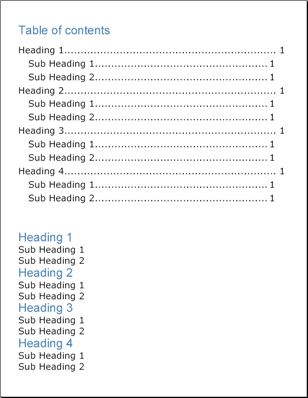 Table of contents
Heading 1................................................................ 1
Sub Heading 1.................................................... 1
Sub Heading 2.................................................... 1
Heading 2................................................................ 1
Sub Heading 1.................................................... 1
Sub Heading 2.................................................... 1
Heading 3................................................................ 1
Sub Heading 1.................................................... 1
Sub Heading 2.................................................... 1
Heading 4................................................................ 1
Sub Heading 1.................................................... 1
Sub Heading 2.................................................... 1
Heading 1
Sub Heading 1
Sub Heading 2
Heading 2
Sub Heading 1
Sub Heading 2
Heading 3
Sub Heading 1
Sub Heading 2
Heading 4
Sub Heading 1
Sub Heading 2